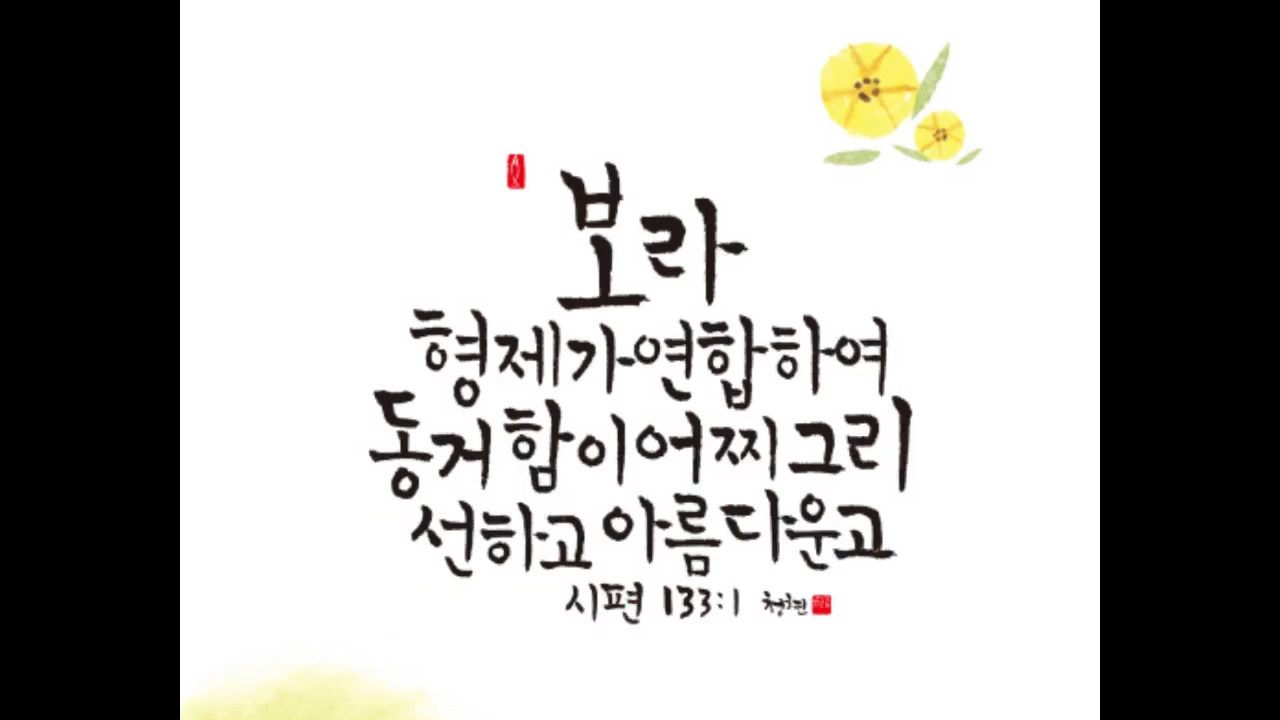 보라
형제가연합하여
동거함이어찌그리
선하고아름다운고
시편 133:1